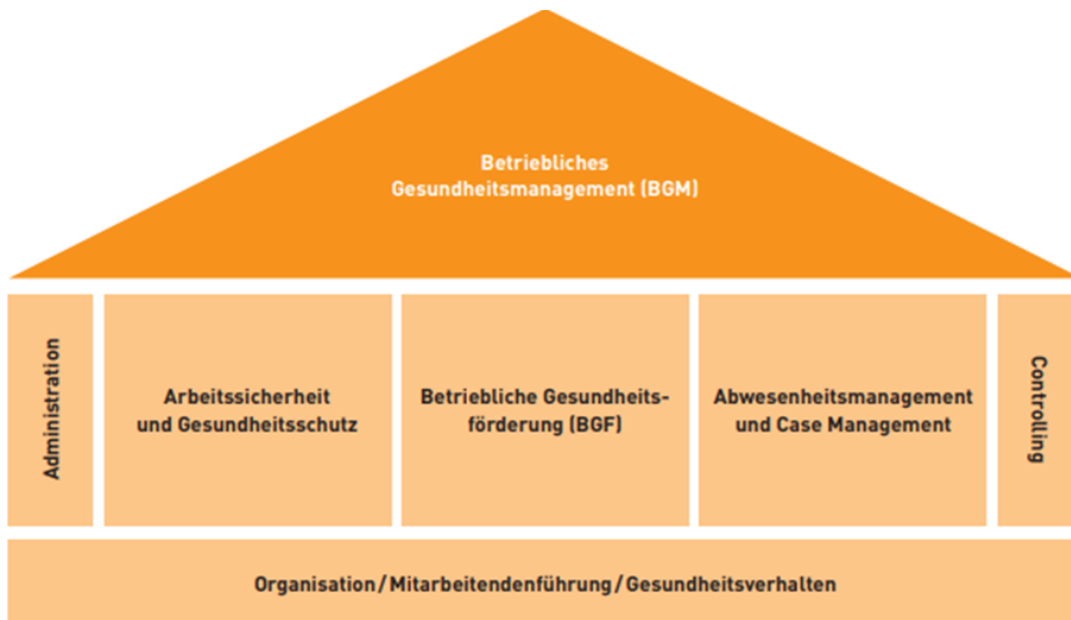 Betriebliches
Gesundheitsmanagement (BGM)
Administration
Arbeitssicherheit
und Gesundheitsschutz
Betriebliche Gesundheits-
förderung (BGF)
Abwesenheitsmanagement
und Case Management
Controlling
Organisation / Mitarbeitendenführung / Gesundheitsverhalten